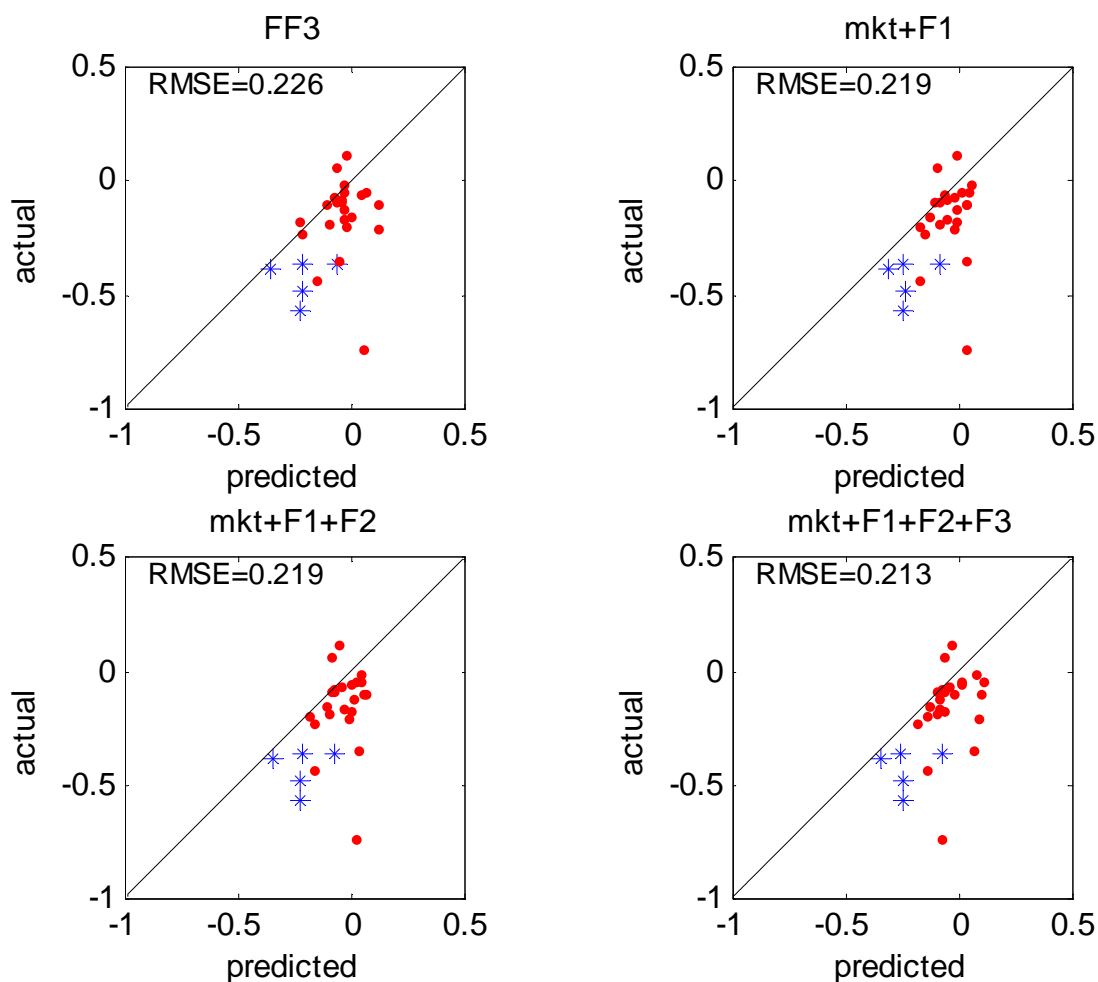 FF3
0.5
RMSE=0.226
0
-0.5
-1
-1
-0.5
0
0.5
actual
predicted
mkt+F1
0.5
RMSE=0.219
0
-0.5
-1
-1
-0.5
0
0.5
actual
predicted
mkt+F1+F2
0.5
RMSE=0.219
0
-0.5
-1
-1
-0.5
0
0.5
actual
predicted
mkt+F1+F2+F3
0.5
RMSE=0.213
0
-0.5
-1
-1
-0.5
0
0.5
actual
predicted